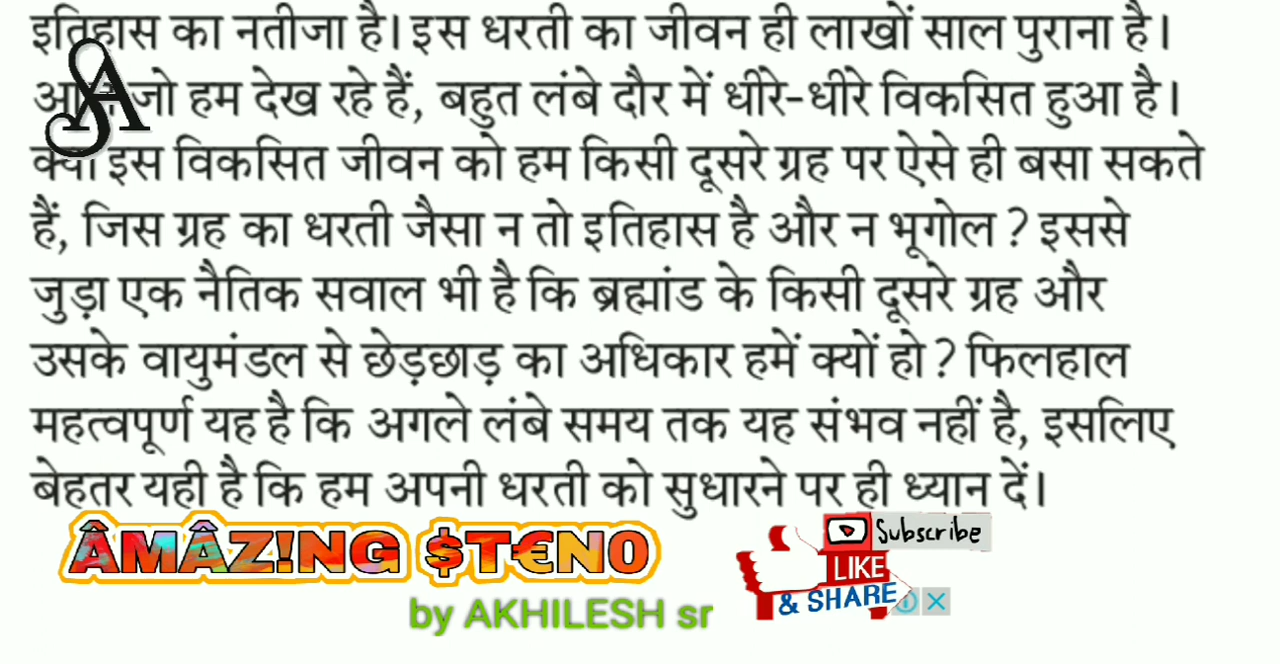 इतिहास का नतीजा है। इस धरती का जीवन ही लाखों साल पुराना है।
जो हम देख रहे हैं, बहुत लंबे दौर में धीरे-धीरे विकसित हुआ है।
क्या इस विकसित जीवन को हम किसी दूसरे ग्रह पर ऐसे ही बसा सकते
हैं, जिस ग्रह का धरती जैसा न तो इतिहास है और न भूगोल ? इससे
जुड़ा एक नैतिक सवाल भी है कि ब्रह्मांड के किसी दूसरे ग्रह और
उसके वायुमंडल से छेड़छाड़ का अधिकार हमें क्यों हो ? फिलहाल
महत्वपूर्ण यह है कि अगले लंबे समय तक यह संभव नहीं है, इसलिए
बेहतर यही है कि हम अपनी धरती को सुधारने पर ही ध्यान दें।
ÂMÂZ!NG $T€NO
by AKHILESH sr
Subscribe
LIKE
& SHARE